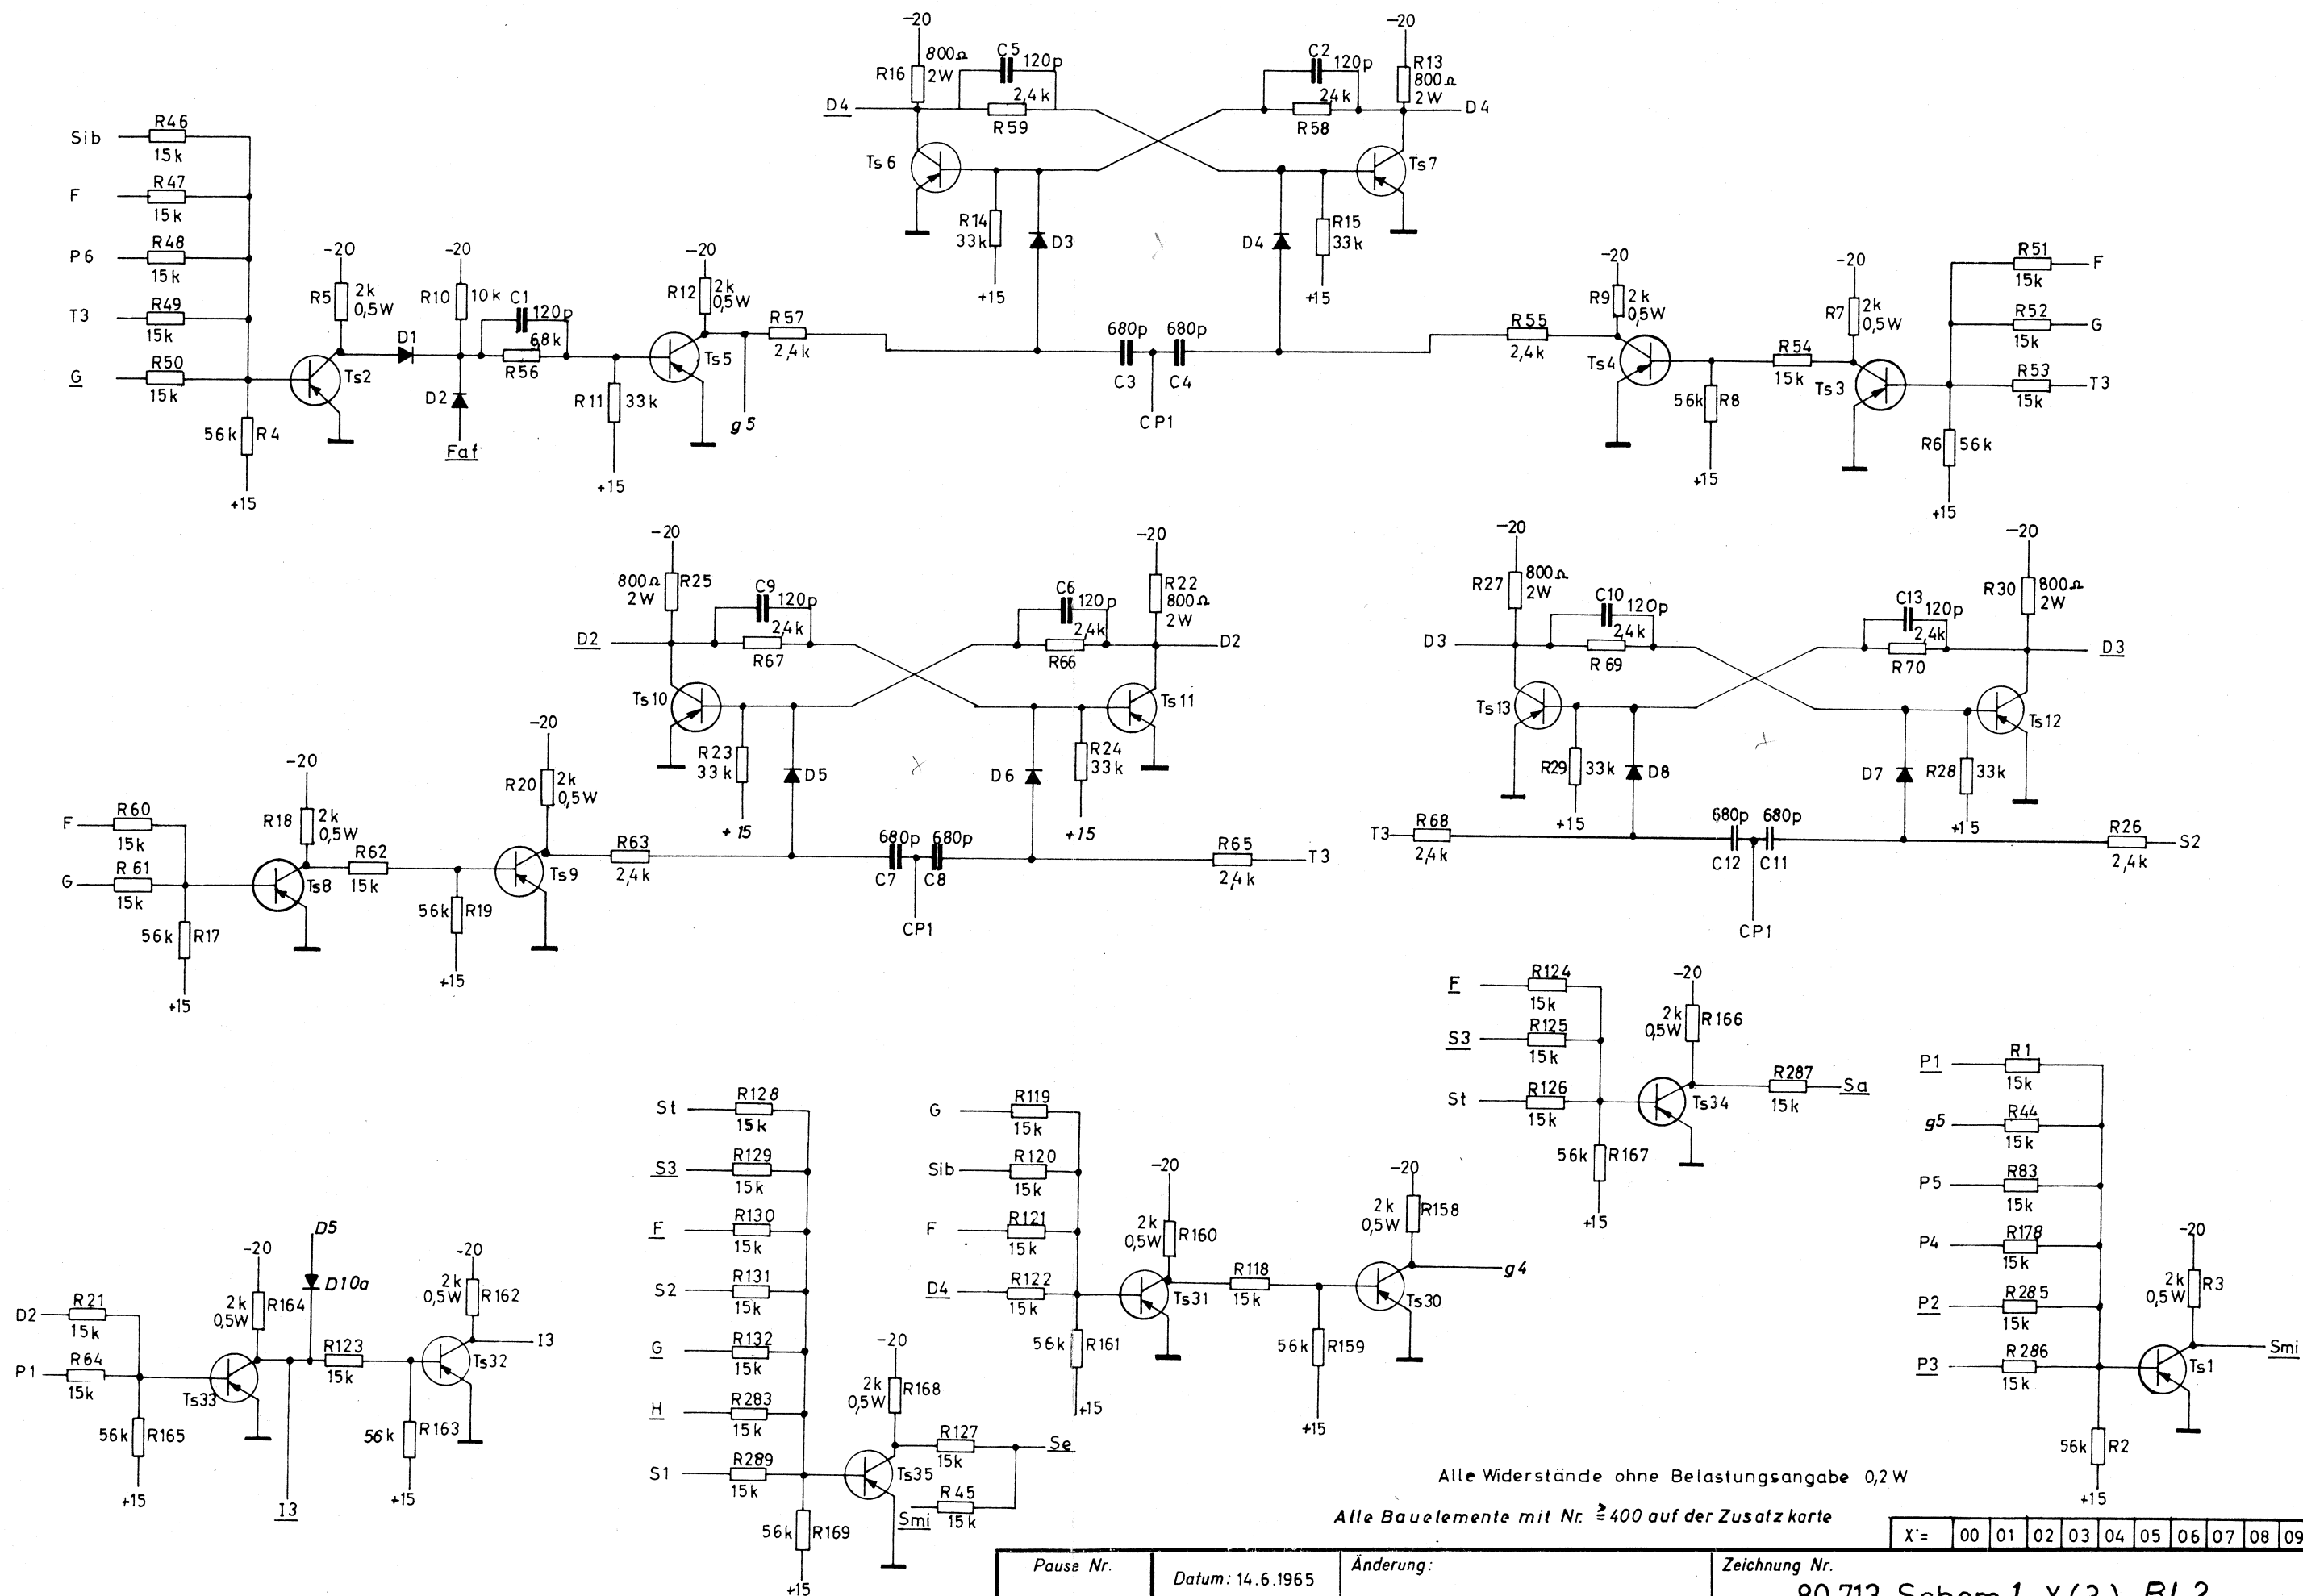 -20
-20
800Ω
2W
R16
C5
120p
2,4k
R59
C2
120p
24k
R58
R13
800Ω
2W
D4
D4
Ts6
Ts7
R14
33k
+15
D3
D4
R15
33k
+15
Sib
R46
15k
F
R47
15k
P6
R48
15k
T3
R49
15k
G
R50
15k
56k
R4
+15
-20
R5
2k
0,5W
Ts2
D1
-20
R10
10k
C1
120p
68k
R56
D2
Faf
R11
33k
+15
-20
R12
2k
0,5W
Ts5
g5
R57
2,4k
680p
680p
C3
C4
CP1
R55
2,4k
-20
R9
2k
0,5W
Ts4
56k
R8
+15
R54
15k
-20
R7
2k
0,5W
Ts3
R6
56k
+15
R51
15k
F
R52
15k
G
R53
15k
T3
-20
800Ω
2W
R25
C9
120p
2,4k
R67
C6
120p
2,4k
R66
-20
R22
800Ω
2W
D2
D2
Ts10
Ts11
R23
33k
+15
D5
D6
R24
33k
+15
-20
R27
800Ω
2W
C10
120p
2,4k
R69
C13
120p
2,4k
R70
-20
R30
800Ω
2W
D3
D3
Ts13
Ts12
R29
33k
+15
D8
D7
R28
33k
+15
F
R60
15k
G
R61
15k
56k
R17
+15
-20
R18
2k
0,5W
Ts8
R62
15k
56k
R19
+15
-20
R20
2k
0,5W
Ts9
R63
2,4k
680p
680p
C7
C8
CP1
R65
2,4k
T3
T3
R68
2,4k
680p
680p
C12
C11
CP1
R26
2,4k
S2
F
R124
15k
S3
R125
15k
St
R126
15k
-20
2k
0,5W
R166
Ts34
56k
R167
+15
R287
15k
Sa
P1
R1
15k
g5
R44
15k
P5
R83
15k
P4
R178
15k
P2
R285
15k
P3
R286
15k
-20
2k
0,5W
R3
Ts1
Smi
56k
R2
+15
D2
R21
15k
P1
R64
15k
56k
R165
+15
-20
2k
0,5W
R164
Ts33
D5
D10a
R123
15k
I3
-20
2k
0,5W
R162
Ts32
I3
56k
R163
+15
St
R128
15k
S3
R129
15k
F
R130
15k
S2
R131
15k
G
R132
15k
H
R283
15k
S1
R289
15k
56k
R169
+15
-20
2k
0,5W
R168
Ts35
R127
15k
Se
R45
15k
Smi
G
R119
15k
Sib
R120
15k
F
R121
15k
D4
R122
15k
56k
R161
+15
-20
2k
0,5W
R160
Ts31
R118
15k
56k
R159
+15
-20
2k
0,5W
R158
Ts30
g4
Alle Widerstände ohne Belastungsangabe 0,2W
Alle Bauelemente mit Nr. ≧400 auf der Zusatzkarte
X= 00 01 02 03 04 05 06 07 08 09
Pause Nr.
Datum: 14.6.1965
Änderung:
Zeichnung Nr.